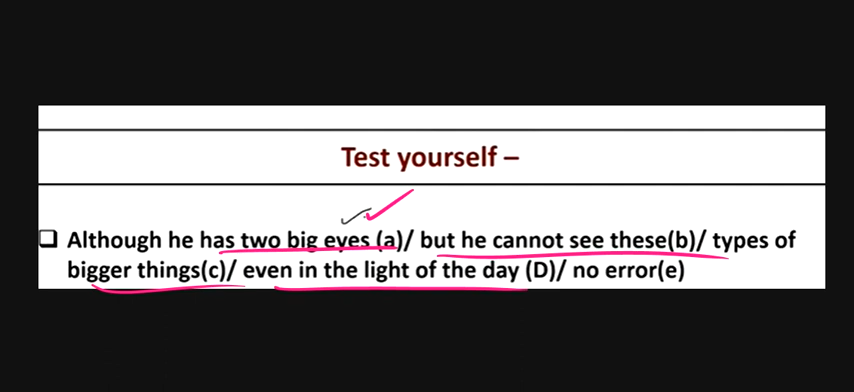 Test yourself –
❑ Although he has two big eyes (a)/ but he cannot see these(b)/ types of
bigger things(c)/ even in the light of the day (D)/ no error(e)